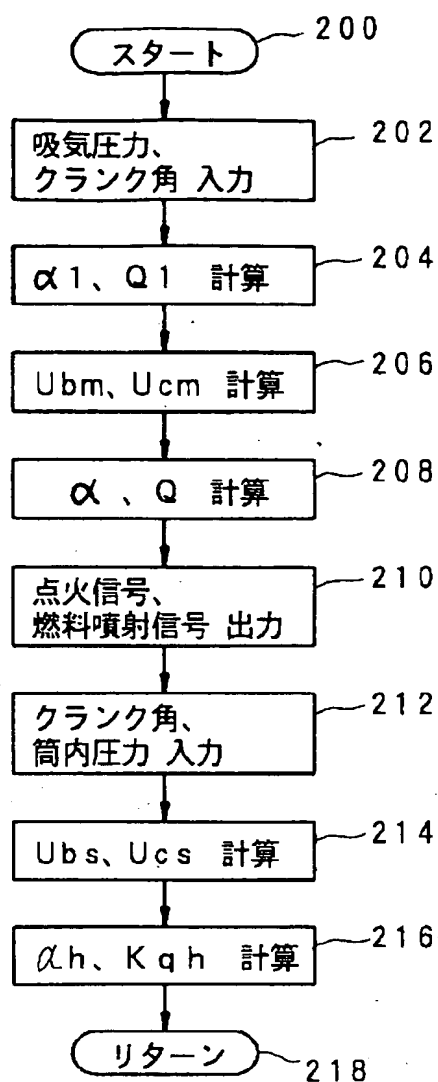 スタート 200
吸気圧力、
クランク角 入力 202
α1、Q1 計算 204
Ubm、Ucm 計算 206
α、Q 計算 208
点火信号、
燃料噴射信号 出力 210
クランク角、
筒内圧力 入力 212
Ubs、Ucs 計算 214
αh、Kqh 計算 216
リターン 218